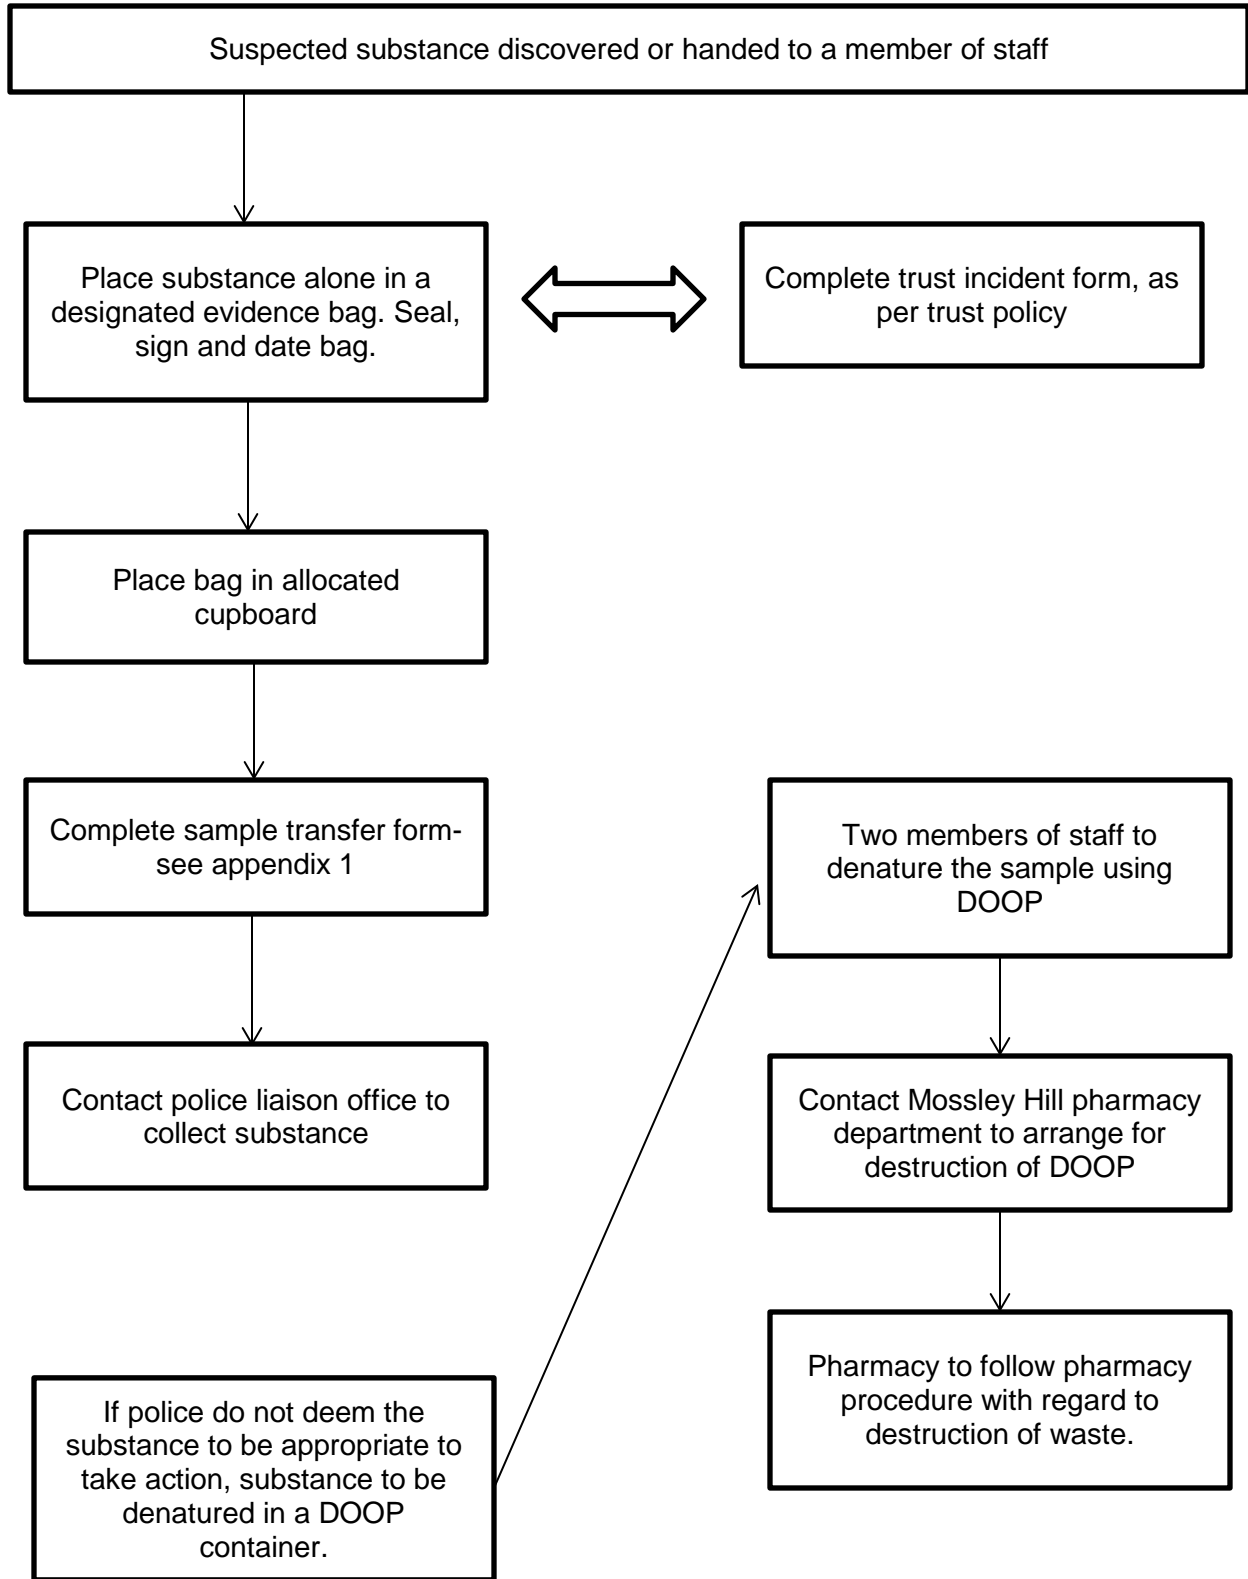 Suspected substance discovered or handed to a member of staff
Place substance alone in a
designated evidence bag. Seal,
sign and date bag.
Complete trust incident form, as
per trust policy
Place bag in allocated
cupboard
Complete sample transfer form-
see appendix 1
Contact police liaison office to
collect substance
If police do not deem the
substance to be appropriate to
take action, substance to be
denatured in a DOOP
container.
Two members of staff to
denature the sample using
DOOP
Contact Mossley Hill pharmacy
department to arrange for
destruction of DOOP
Pharmacy to follow pharmacy
procedure with regard to
destruction of waste.